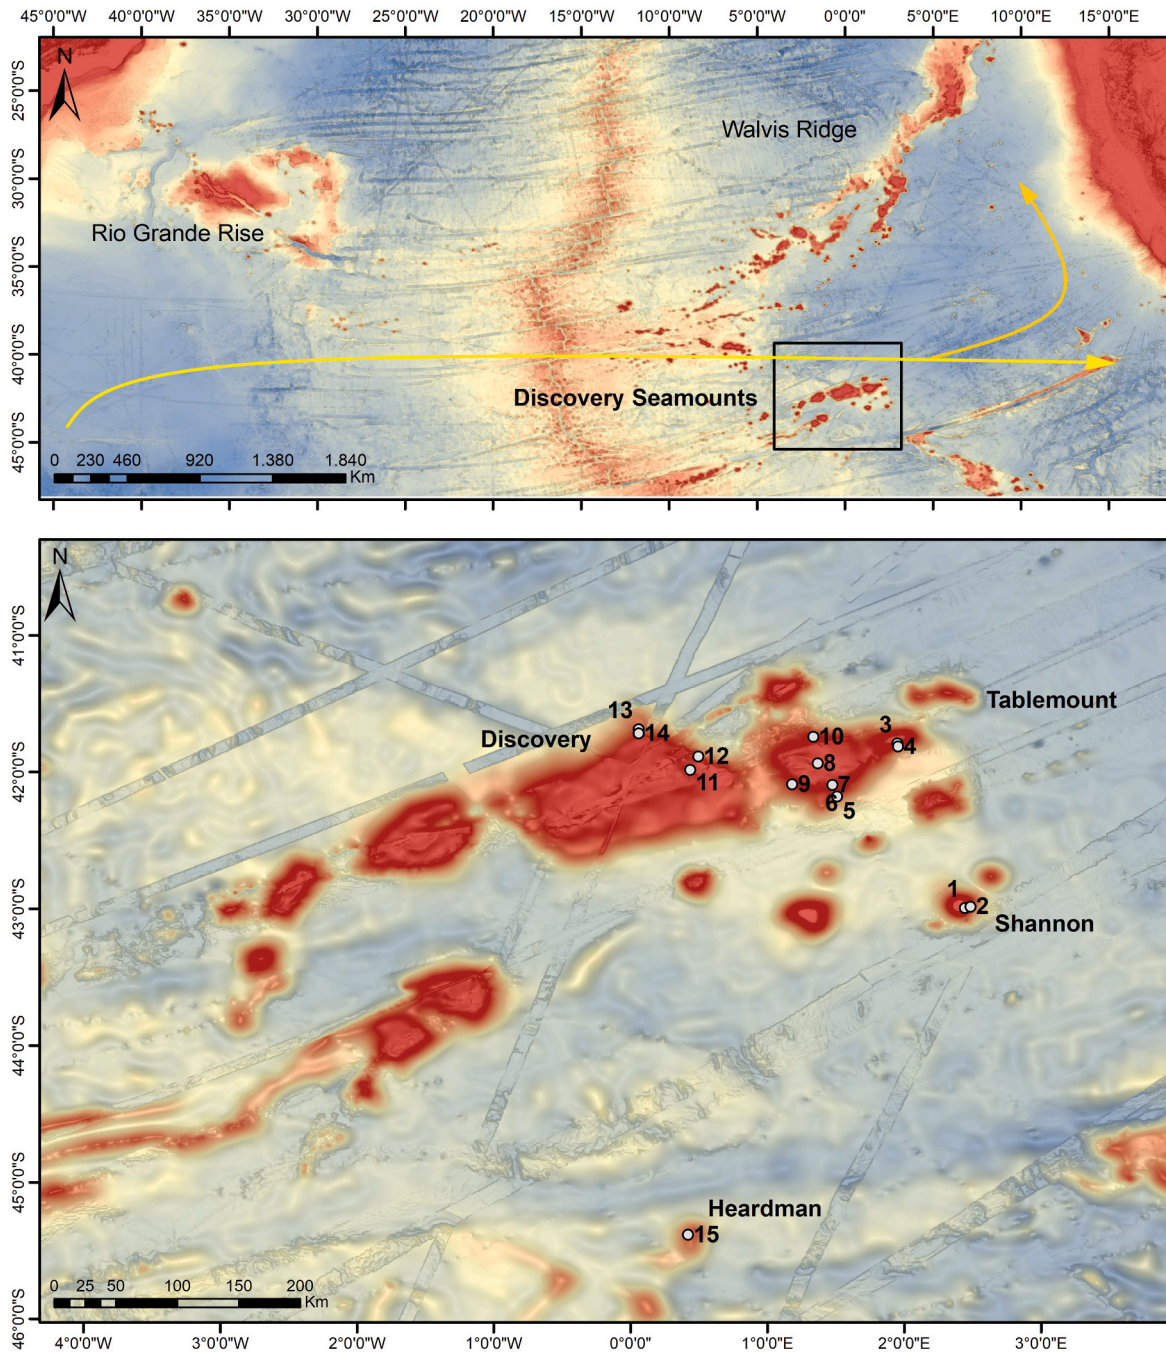 45°0'0"W 40°0'0"W 35°0'0"W 30°0'0"W 25°0'0"W 20°0'0"W 15°0'0"W 10°0'0"W 5°0'0"W 0°0'0" 5°0'0"E 10°0'0"E 15°0'0"E
N
25°0'0"S
Walvis Ridge
30°0'0"S
Rio Grande Rise
35°0'0"S
40°0'0"S
Discovery Seamounts
45°0'0"S
0 230 460 920 1.380 1.840
Km
N
41°0'0"S
Tablemount
13
14
Discovery
3
10
4
12
8
42°0'0"S
11
9
7
6
5
1
2
43°0'0"S
Shannon
44°0'0"S
45°0'0"S
Heardman
15
0 25 50 100 150 200
Km
46°0'0"S
4°0'0"W 3°0'0"W 2°0'0"W 1°0'0"W 0°0'0" 1°0'0"E 2°0'0"E 3°0'0"E